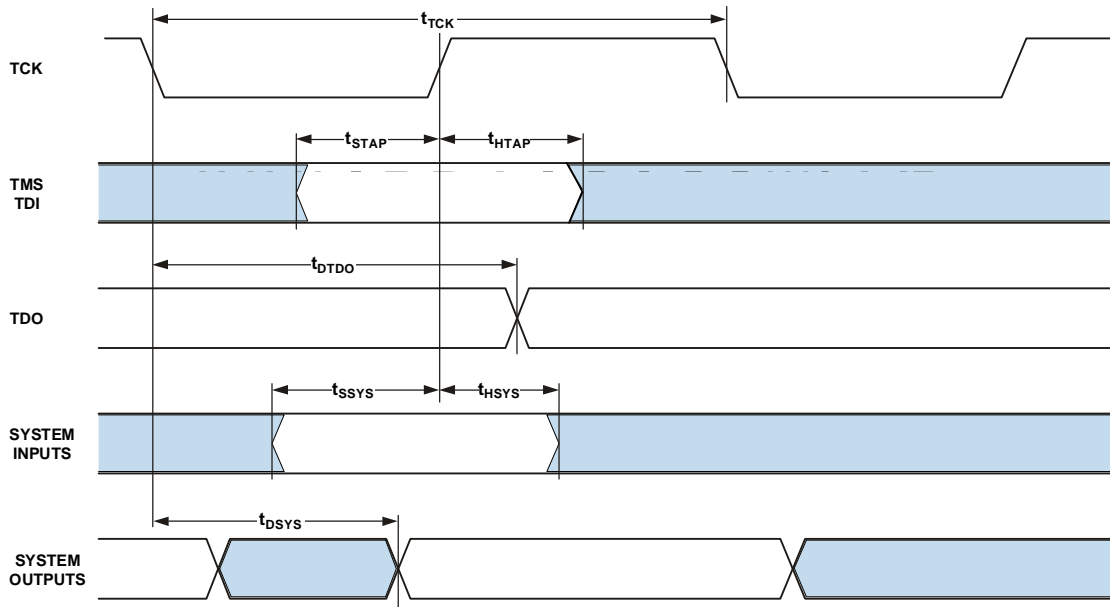 tTCK
TCK
tSTAP
tHTAP
TMS
TDI
tDTDO
TDO
tSSYS
tHSYS
SYSTEM
INPUTS
tDSYS
SYSTEM
OUTPUTS